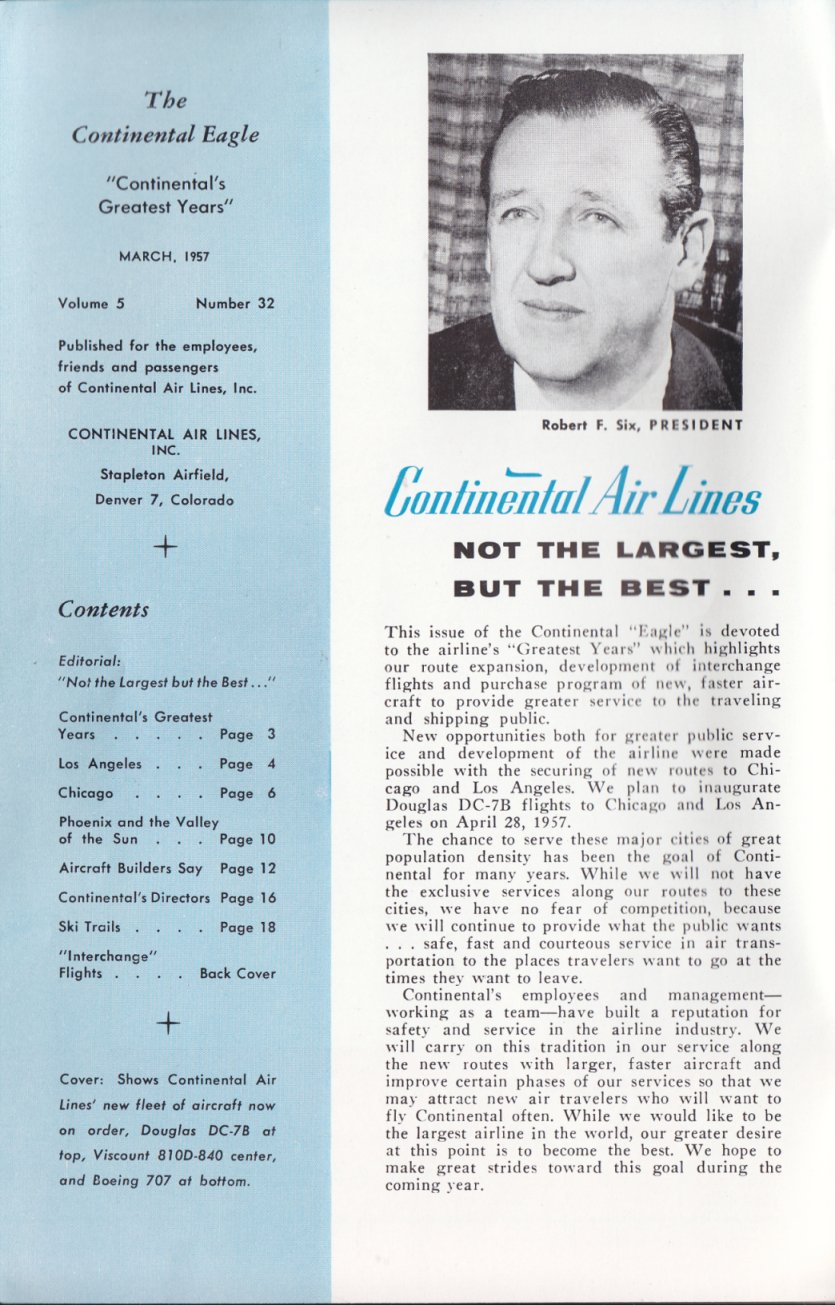 The
Continental Eagle
"Continental's
Greatest Years"
MARCH, 1957
Volume 5 Number 32
Published for the employees,
friends and passengers
of Continental Air Lines, Inc.
CONTINENTAL AIR LINES,
INC.
Stapleton Airfield,
Denver 7, Colorado
Contents
Editorial:
"Not the Largest but the Best..."
Continental's Greatest
Years . . . . . Page 3
Los Angeles . . . Page 4
Chicago . . . . Page 6
Phoenix and the Valley
of the Sun . . . Page 10
Aircraft Builders Say Page 12
Continental's Directors Page 16
Ski Trails . . . . Page 18
"Interchange"
Flights . . . . Back Cover
Cover: Shows Continental Air
Lines' new fleet of aircraft now
on order, Douglas DC-7B at
top, Viscount 810D-840 center,
and Boeing 707 at bottom.
Robert F. Six, PRESIDENT
Continental Air Lines
NOT THE LARGEST,
BUT THE BEST . . .
This issue of the Continental "Eagle" is devoted
to the airline's "Greatest Years" which highlights
our route expansion, development of interchange
flights and purchase program of new, faster air-
craft to provide greater service to the traveling
and shipping public.
New opportunities both for greater public serv-
ice and development of the airline were made
possible with the securing of new routes to Chi-
cago and Los Angeles. We plan to inaugurate
Douglas DC-7B flights to Chicago and Los An-
geles on April 28, 1957.
The chance to serve these major cities of great
population density has been the goal of Conti-
nental for many years. While we will not have
the exclusive services along our routes to these
cities, we have no fear of competition, because
we will continue to provide what the public wants
. . . safe, fast and courteous service in air trans-
portation to the places travelers want to go at the
times they want to leave.
Continental's employees and management—
working as a team—have built a reputation for
safety and service in the airline industry. We
will carry on this tradition in our service along
the new routes with larger, faster aircraft and
improve certain phases of our services so that we
may attract new air travelers who will want to
fly Continental often. While we would like to be
the largest airline in the world, our greater desire
at this point is to become the best. We hope to
make great strides toward this goal during the
coming year.